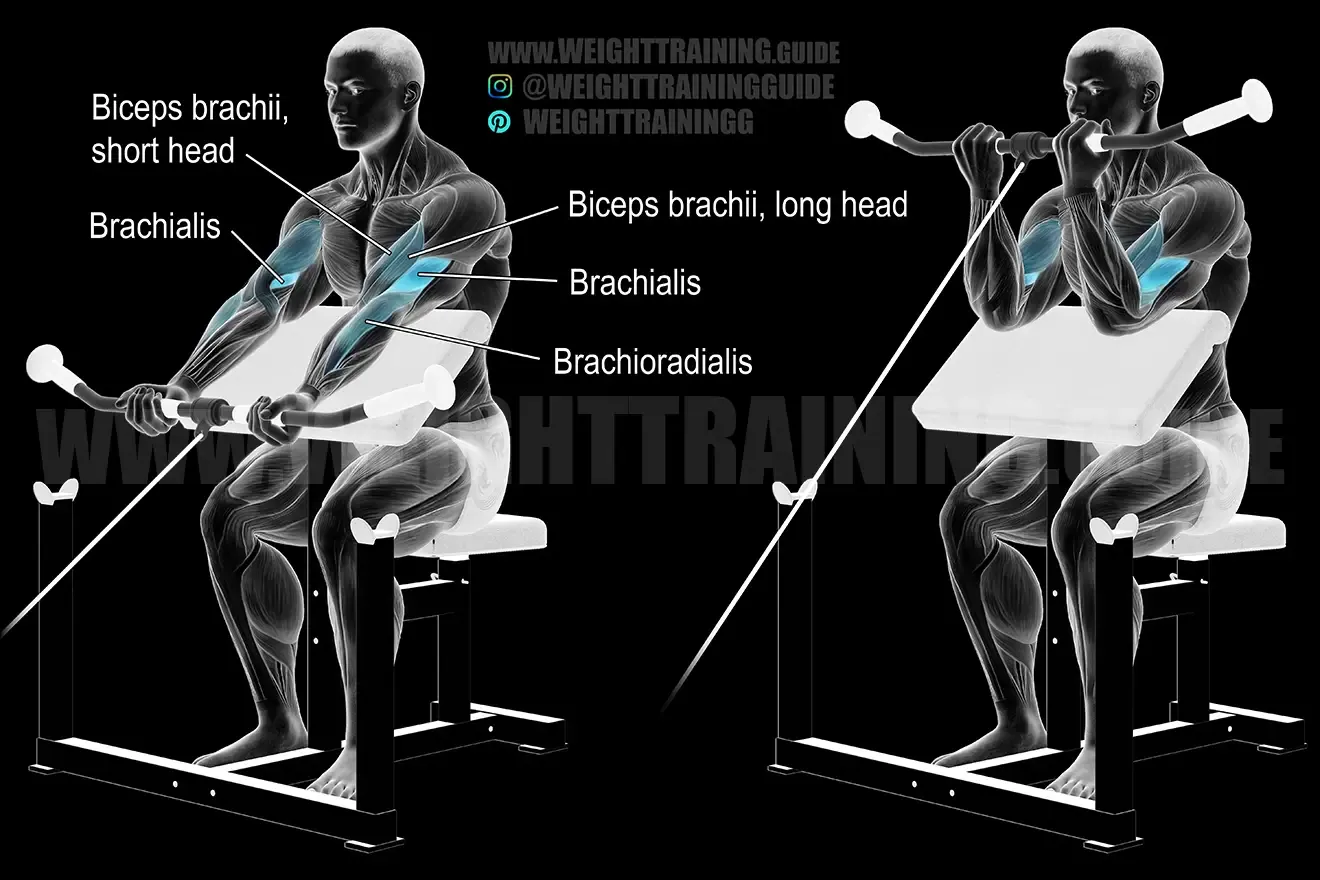 WWW.WEIGHTTRAINING.GUIDE
@WEIGHTTRAININGGUIDE
WEIGHTTRAININGG
Biceps brachii,
short head
Brachialis
Biceps brachii, long head
Brachialis
Brachioradialis
WWW.WEIGHTTRAINING.GUIDE